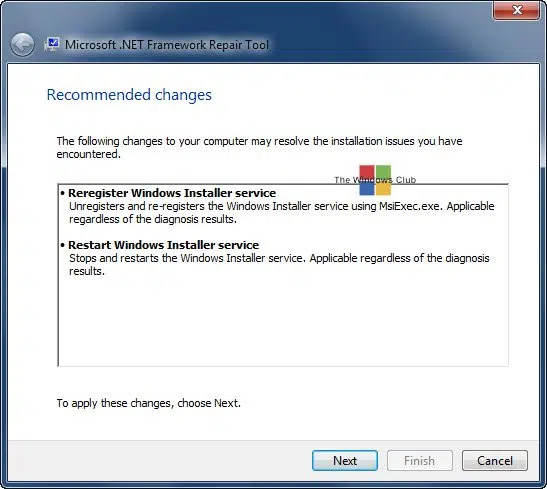 Microsoft .NET Framework Repair Tool
Recommended changes
The following changes to your computer may resolve the installation issues you have
encountered.
The Windows Club
• Reregister Windows Installer service
Unregisters and re-registers the Windows Installer service using MsiExec.exe. Applicable
regardless of the diagnosis results.
• Restart Windows Installer service
Stops and restarts the Windows Installer service. Applicable regardless of the diagnosis
results.
To apply these changes, choose Next.
Next
Finish
Cancel